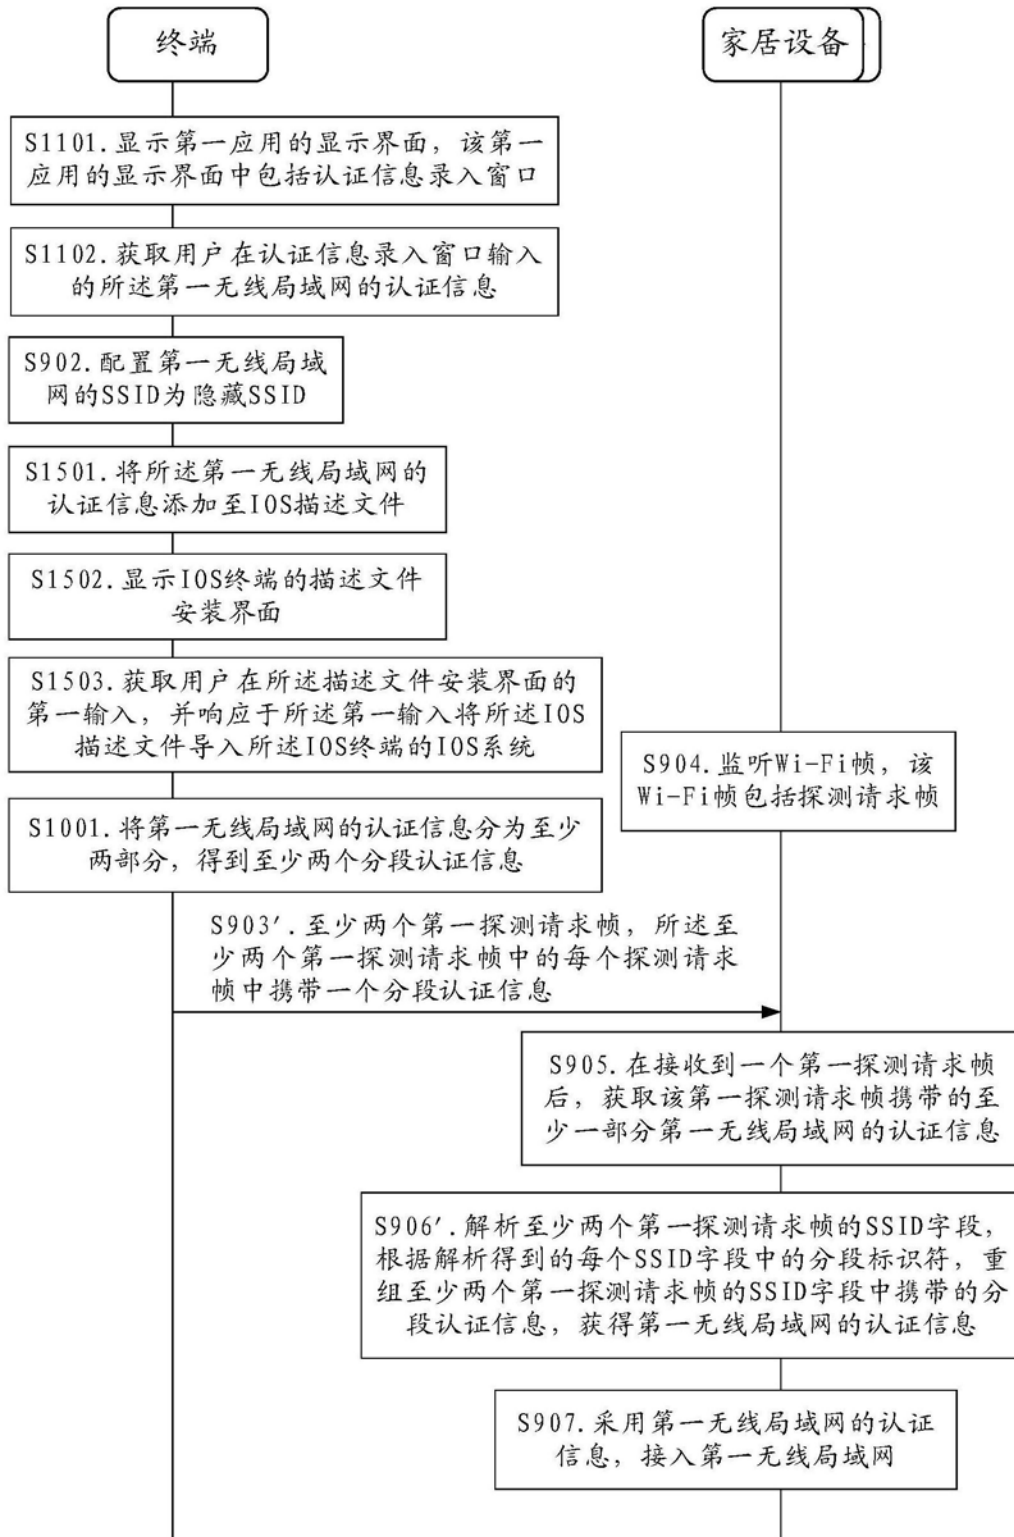 终端
家居设备
S1101.显示第一应用的显示界面，该第一
应用的显示界面中包括认证信息录入窗口
S1102.获取用户在认证信息录入窗口输入
的所述第一无线局域网的认证信息
S902.配置第一无线局域
网的SSID为隐藏SSID
S1501.将所述第一无线局域网的
认证信息添加至IOS描述文件
S1502.显示IOS终端的描述文件
安装界面
S1503.获取用户在所述描述文件安装界面的
第一输入，并响应于所述第一输入将所述IOS
描述文件导入所述IOS终端的IOS系统
S904.监听Wi-Fi帧，该
Wi-Fi帧包括探测请求帧
S1001.将第一无线局域网的认证信息分为至少
两部分，得到至少两个分段认证信息
S903′.至少两个第一探测请求帧，所述至
少两个第一探测请求帧中的每个探测请求
帧中携带一个分段认证信息
S905.在接收到一个第一探测请求帧
后，获取该第一探测请求帧携带的至
少一部分第一无线局域网的认证信息
S906′.解析至少两个第一探测请求帧的SSID字段，
根据解析得到的每个SSID字段中的分段标识符，重
组至少两个第一探测请求帧的SSID字段中携带的分
段认证信息，获得第一无线局域网的认证信息
S907.采用第一无线局域网的认证
信息，接入第一无线局域网